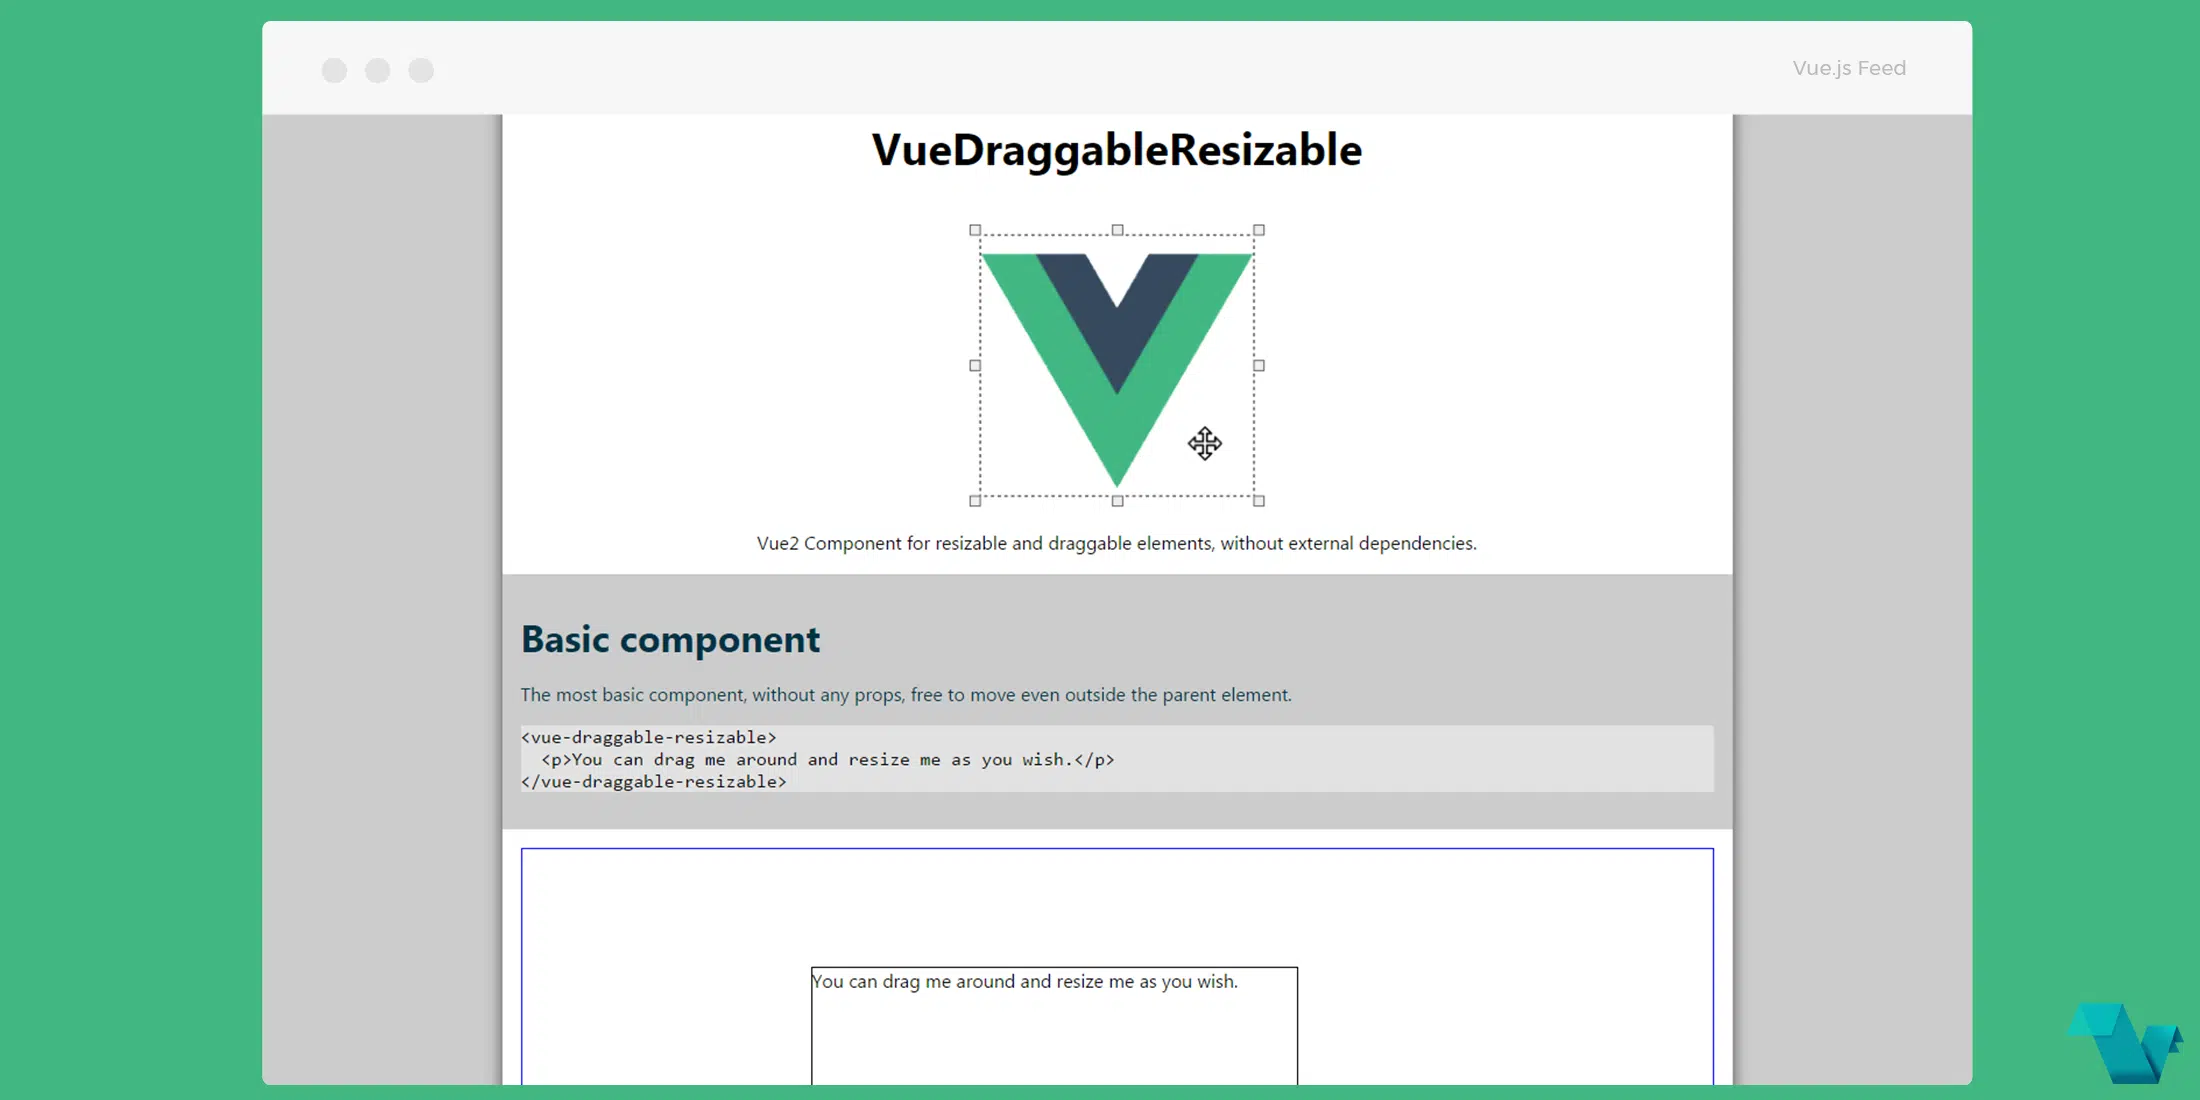 Vue.js Feed
VueDraggableResizable
Vue2 Component for resizable and draggable elements, without external dependencies.
Basic component
The most basic component, without any props, free to move even outside the parent element.
<vue-draggable-resizable>
  <p>You can drag me around and resize me as you wish.</p>
</vue-draggable-resizable>
You can drag me around and resize me as you wish.